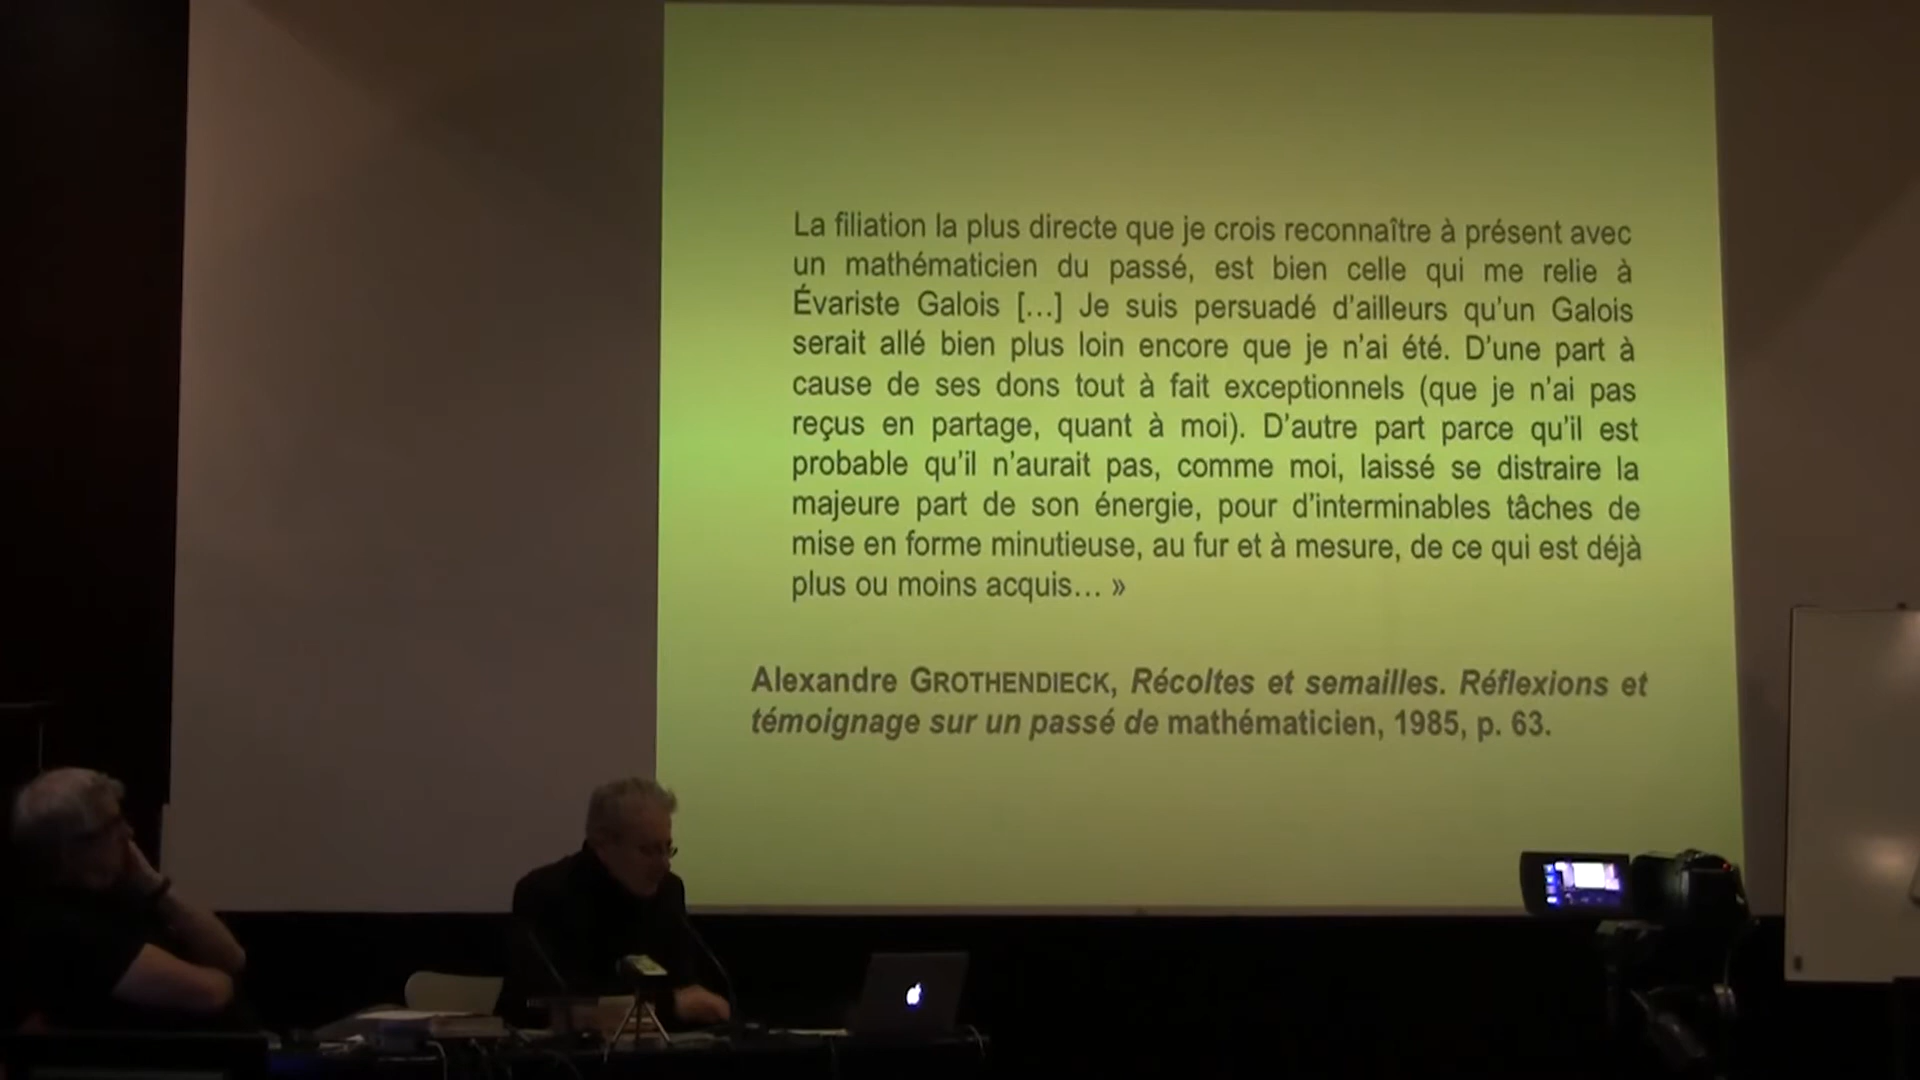 La filiation la plus directe que je crois reconnaître à présent avec
un mathématicien du passé, est bien celle qui me relie à
Évariste Galois [...] Je suis persuadé d'ailleurs qu'un Galois
serait allé bien plus loin encore que je n'ai été. D'une part à
cause de ses dons tout à fait exceptionnels (que je n'ai pas
reçus en partage, quant à moi). D'autre part parce qu'il est
probable qu'il n'aurait pas, comme moi, laissé se distraire la
majeure part de son énergie, pour d'interminables tâches de
mise en forme minutieuse, au fur et à mesure, de ce qui est déjà
plus ou moins acquis... »
Alexandre GROTHENDIECK, Récoltes et semailles. Réflexions et
témoignage sur un passé de mathématicien, 1985, p. 63.